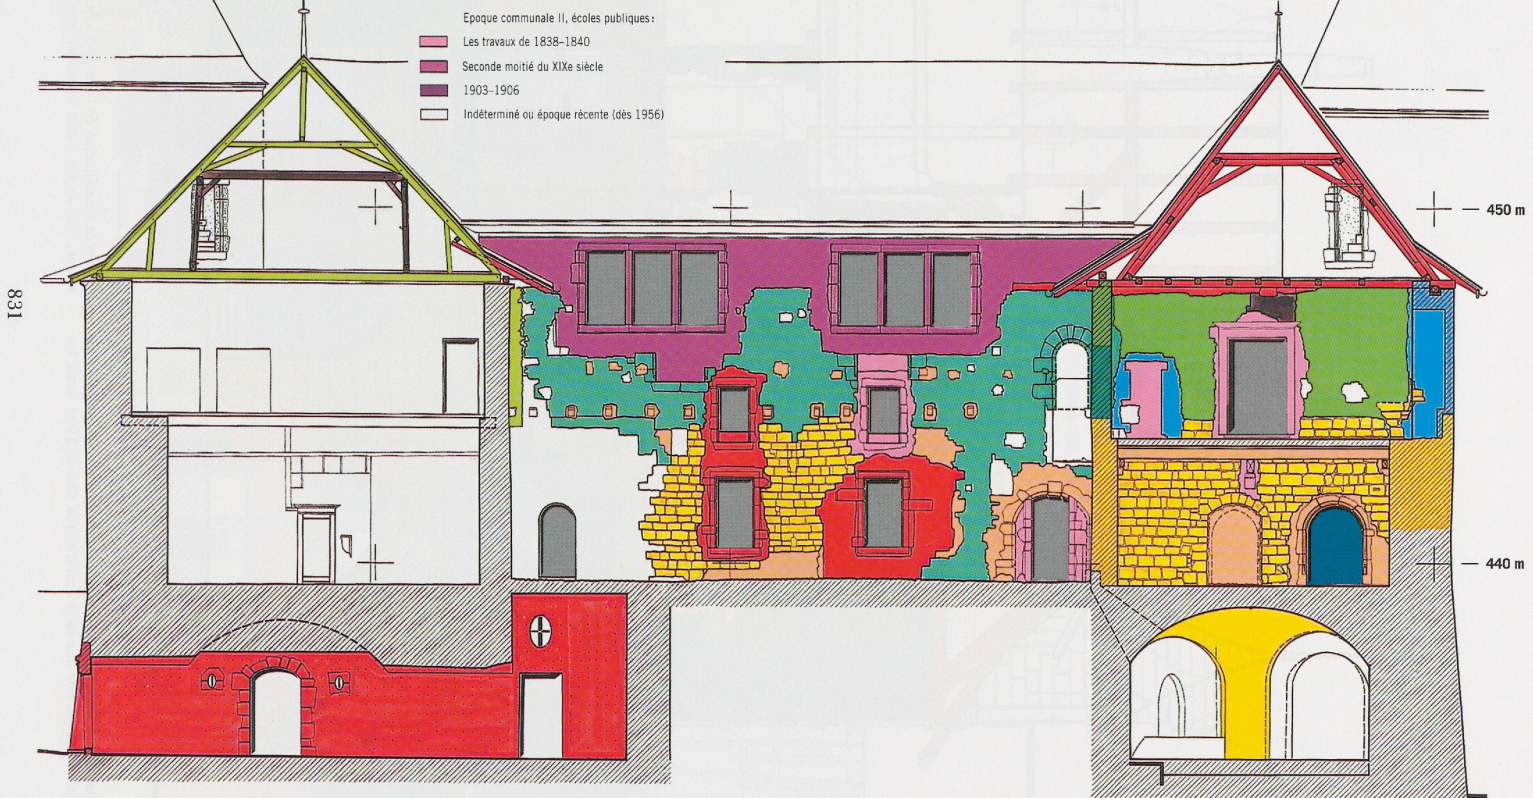 Epoque communale II, écoles publiques:
Les travaux de 1838–1840
Seconde moitié du XIXe siècle
1903–1906
Indéterminé ou époque récente (dès 1956)
450 m
831
440 m